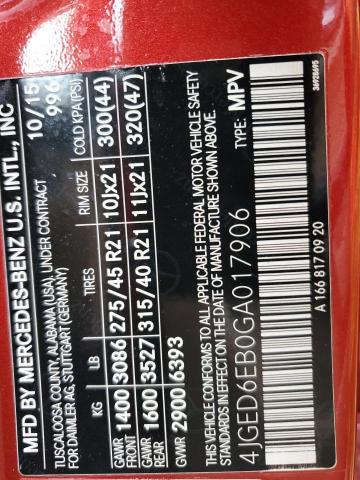 MFD BY MERCEDES-BENZ U.S. INTL., INC
TUSCALOOSA COUNTY, ALABAMA (USA), UNDER CONTRACT 10/15
FOR DAIMLER AG, STUTTGART(GERMANY) 996
KG LB TIRES RIM SIZE COLD KPA(PSI)
GAWR FRONT 1400 3086 275/45 R21 10Jx21 300(44)
GAWR REAR 1600 3527 315/40 R21 11Jx21 320(47)
GVWR 2900 6393
THIS VEHICLE CONFORMS TO ALL APPLICABLE FEDERAL MOTOR VEHICLE SAFETY
STANDARDS IN EFFECT ON THE DATE OF MANUFACTURE SHOWN ABOVE.
TYPE: MPV
4JGED6EB0GA017906
A 166 817 09 20
36928695